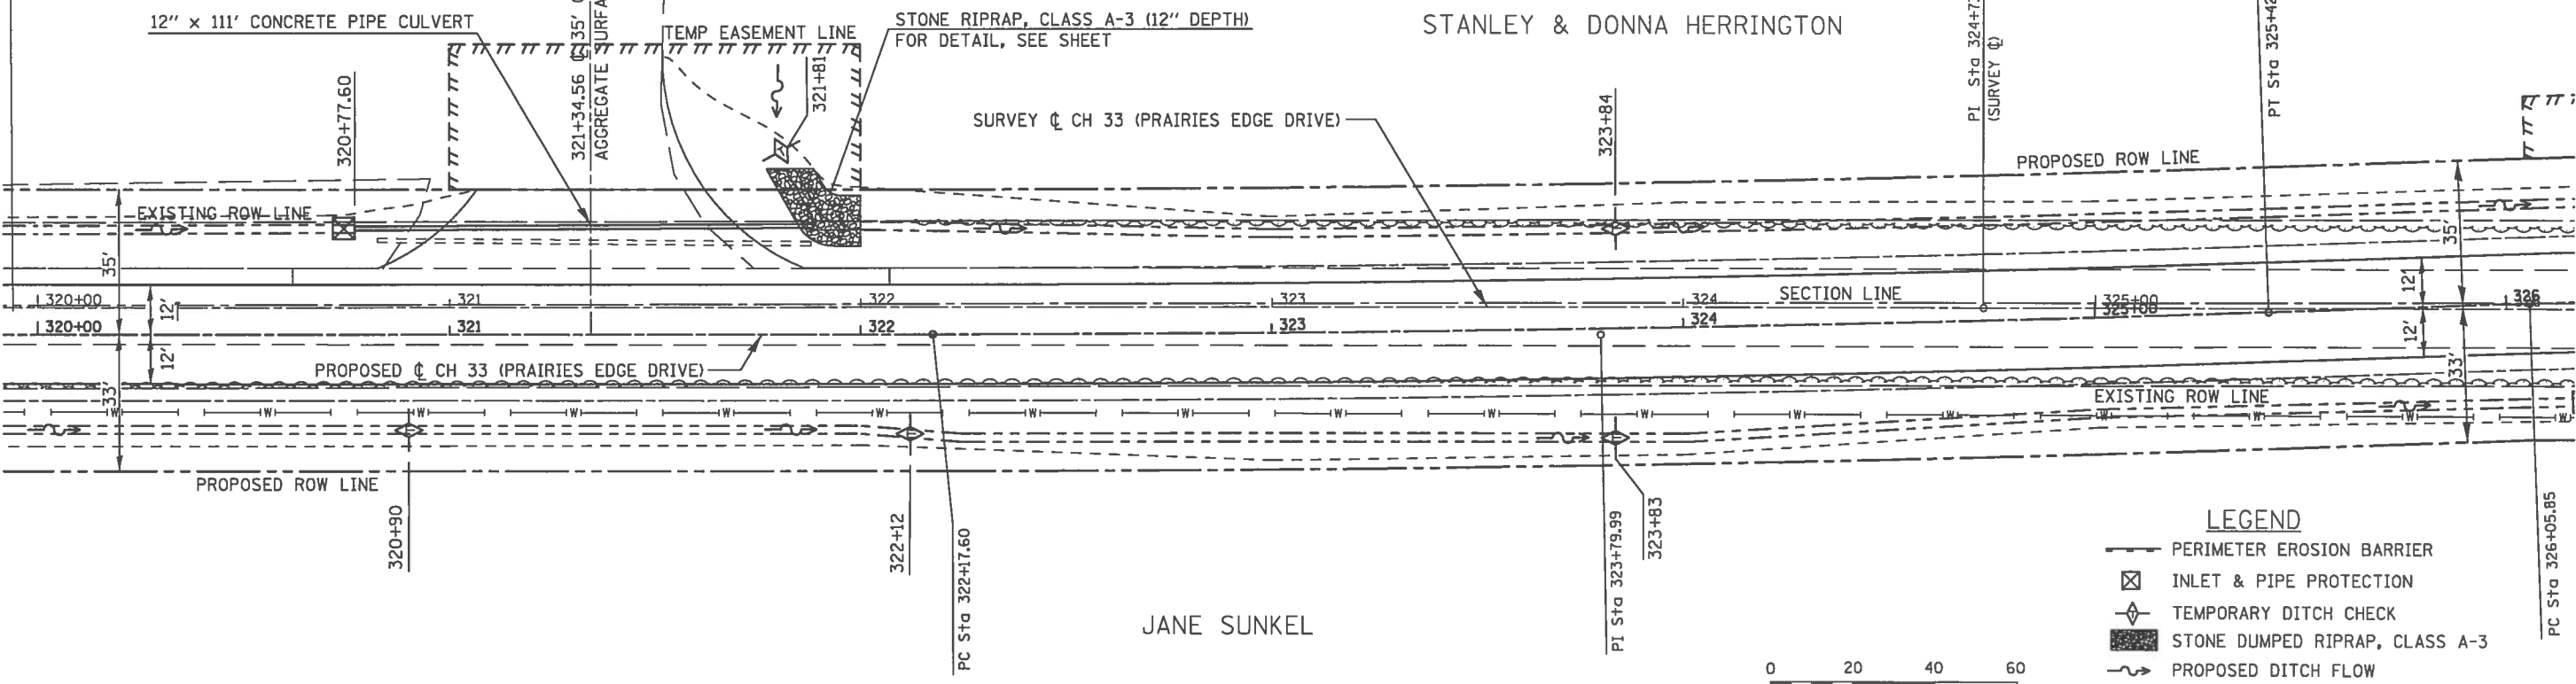 12" x 111' CONCRETE PIPE CULVERT
321+34.56 ℄ 35'
AGGREGATE
TEMP EASEMENT LINE
STONE RIPRAP, CLASS A-3 (12" DEPTH)
FOR DETAIL, SEE SHEET
STANLEY & DONNA HERRINGTON
PI Sta
(SURVEY ℄)
PT Sta
320+77.60
321+81
SURVEY ℄ CH 33 (PRAIRIES EDGE DRIVE)
323+84
PROPOSED ROW LINE
EXISTING ROW LINE
35'
35'
12'
12'
SECTION LINE
320+00
321
322
323
324
325+00
326
320+00
321
322
323
324
325+00
12'
12'
33'
33'
PROPOSED ℄ CH 33 (PRAIRIES EDGE DRIVE)
EXISTING ROW LINE
W W W W W W W W W W W W W W W W W
PROPOSED ROW LINE
320+90
322+12
PC Sta 322+17.60
JANE SUNKEL
PI Sta 323+79.99
323+83
PC Sta 326+05.85
LEGEND
PERIMETER EROSION BARRIER
INLET & PIPE PROTECTION
TEMPORARY DITCH CHECK
STONE DUMPED RIPRAP, CLASS A-3
PROPOSED DITCH FLOW
0 20 40 60